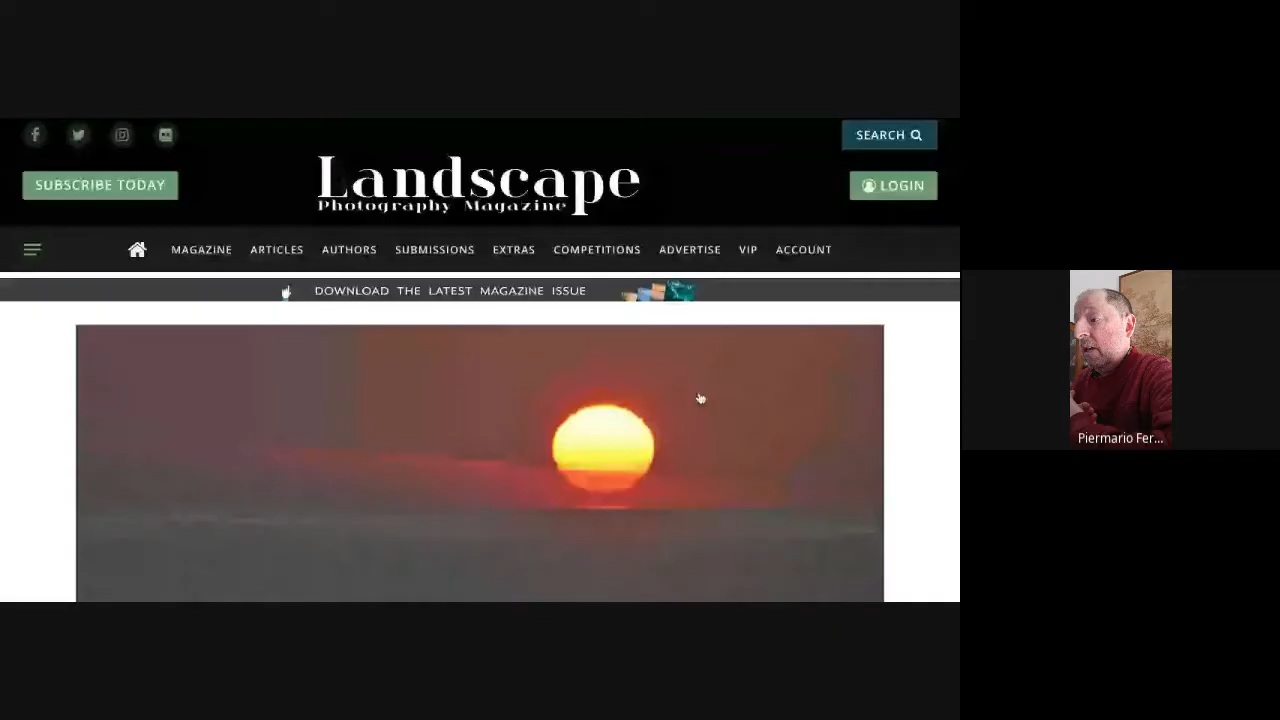 SEARCH
SUBSCRIBE TODAY
Landscape
Photography Magazine
LOGIN
MAGAZINE ARTICLES AUTHORS SUBMISSIONS EXTRAS COMPETITIONS ADVERTISE VIP ACCOUNT
DOWNLOAD THE LATEST MAGAZINE ISSUE
Piermario Fer...